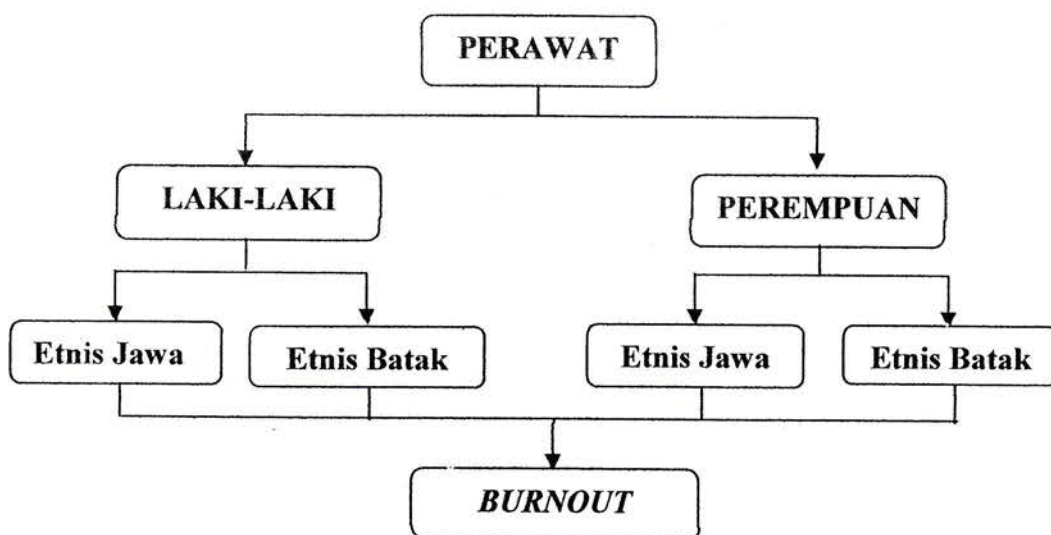 PERAWAT
LAKI-LAKI
PEREMPUAN
Etnis Jawa
Etnis Batak
Etnis Jawa
Etnis Batak
BURNOUT